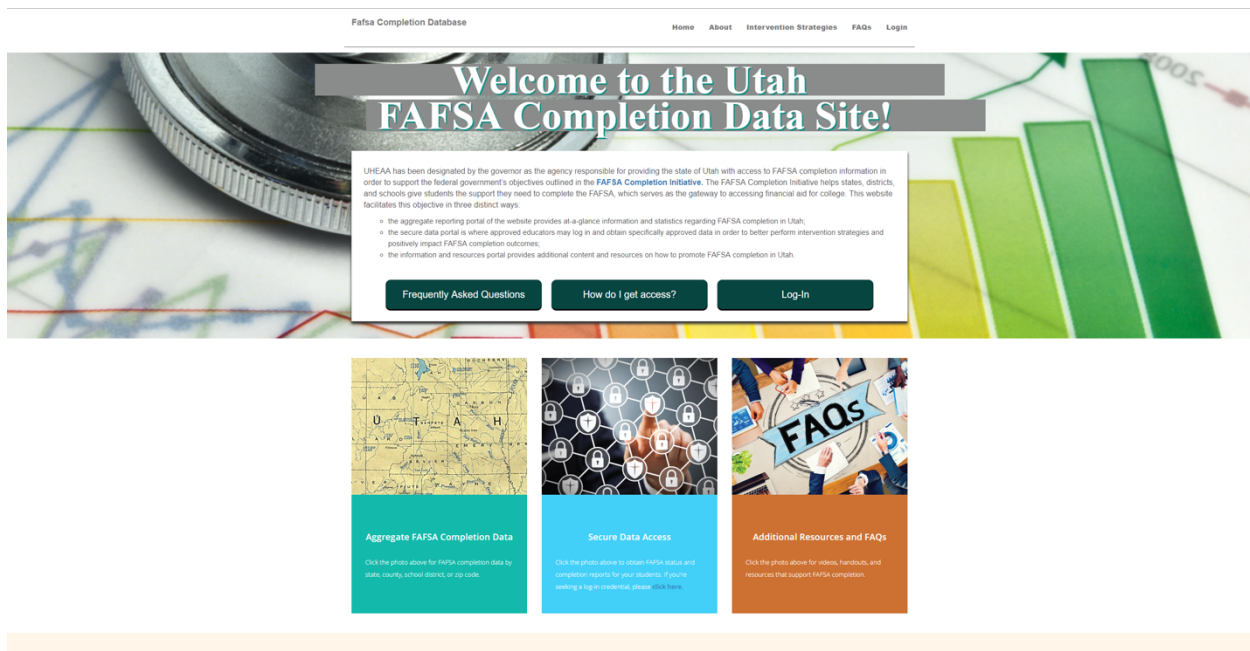 Fafsa Completion Database
Home About Intervention Strategies FAQs Login
Welcome to the Utah
FAFSA Completion Data Site!
UHEAA has been designated by the governor as the agency responsible for providing the state of Utah with access to FAFSA completion information in
order to support the federal government's objectives outlined in the FAFSA Completion Initiative. The FAFSA Completion Initiative helps states, districts,
and schools give students the support they need to complete the FAFSA, which serves as the gateway to accessing financial aid for college. This website
facilitates this objective in three distinct ways:
the aggregate reporting portal of the website provides at-a-glance information and statistics regarding FAFSA completion in Utah;
the secure data portal is where approved educators may log in and obtain specifically approved data in order to better perform intervention strategies and
positively impact FAFSA completion outcomes;
the information and resources portal provides additional content and resources on how to promote FAFSA completion in Utah.
Frequently Asked Questions How do I get access? Log-In
2005
UTAH
FAQs
Aggregate FAFSA Completion Data
Click the photo above for FAFSA completion data by
state, county, school district, or zip code.
Secure Data Access
Click the photo above to obtain FAFSA status and
completion reports for your students. If you're
seeking a log-in credential, please click here.
Additional Resources and FAQs
Click the photo above for videos, handouts, and
resources that support FAFSA completion.